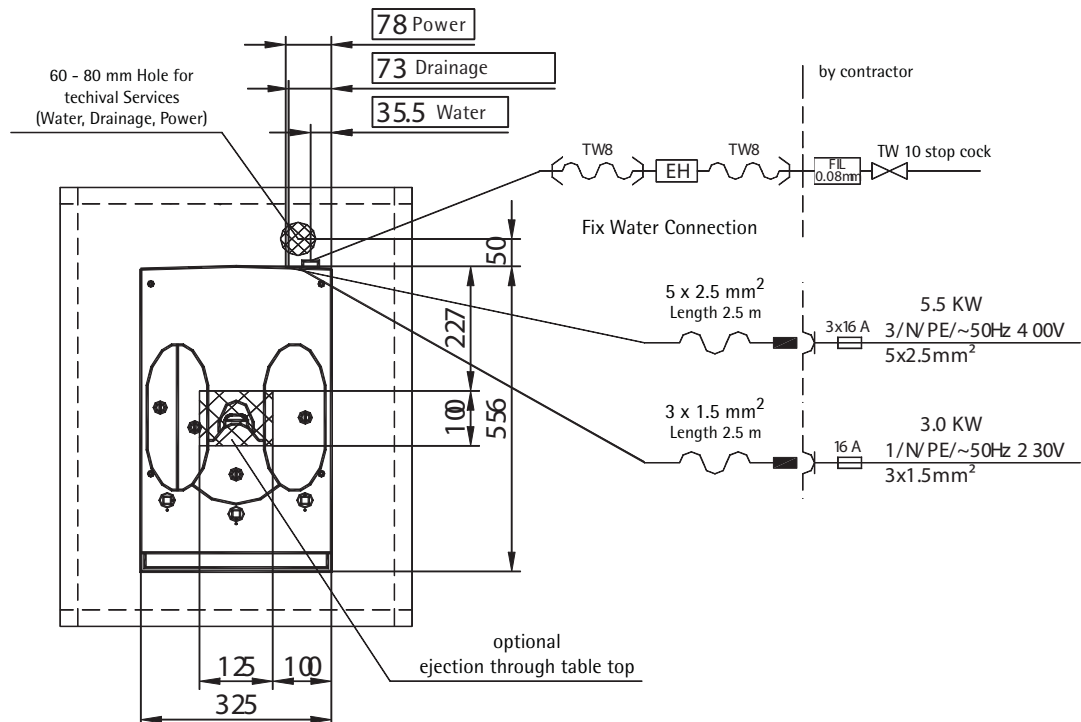 78 Power
73 Drainage
35.5 Water
60 - 80 mm Hole for
techival Services
(Water, Drainage, Power)
by contractor
TW8
EH
TW8
FIL
0.08mm
TW 10 stop cock
Fix Water Connection
50
227
100
556
5 x 2.5 mm²
Length 2.5 m
3x16 A
5.5 KW
3/N/PE/~50Hz 4 00V
5x2.5mm²
3 x 1.5 mm²
Length 2.5 m
16 A
3.0 KW
1/N/PE/~50Hz 2 30V
3x1.5mm²
optional
ejection through table top
125
100
325